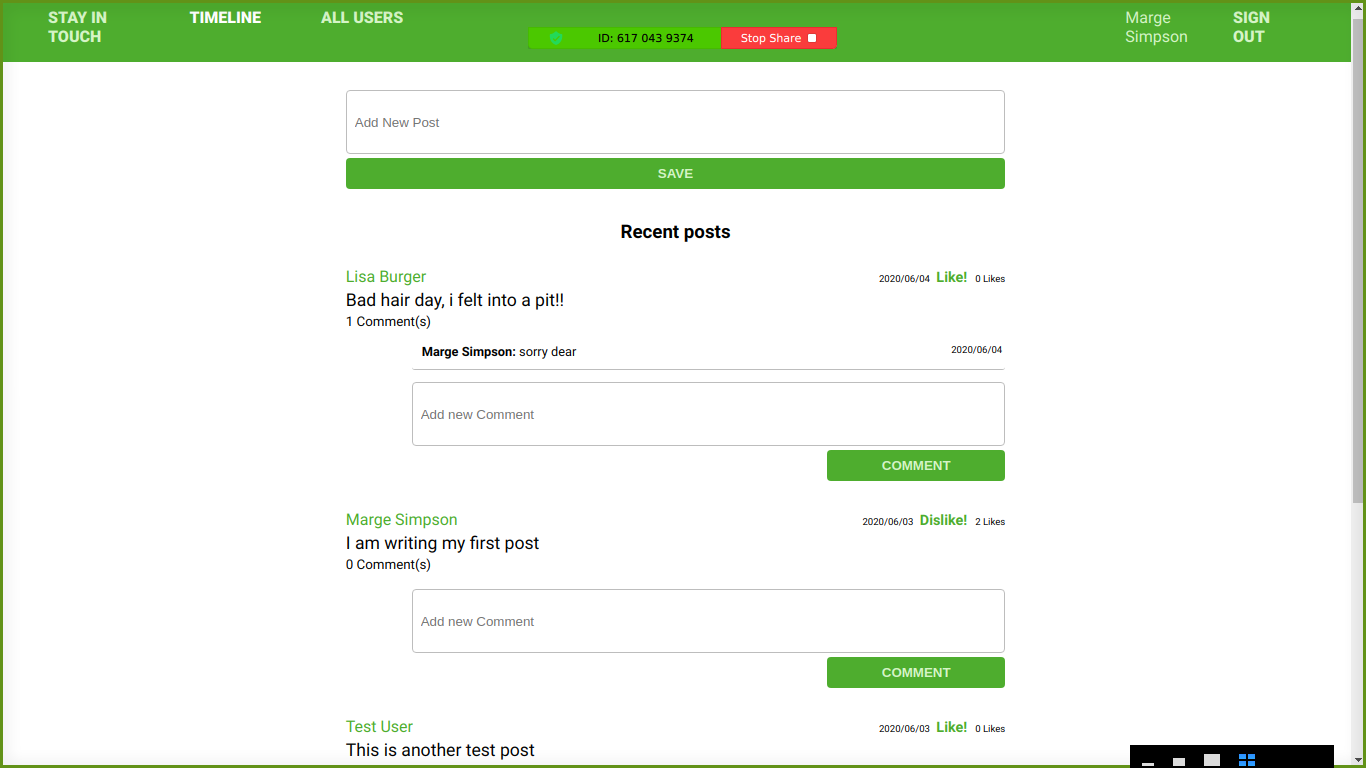 STAY IN TOUCH
TIMELINE
ALL USERS
ID: 617 043 9374
Stop Share
Marge Simpson
SIGN OUT
Add New Post
SAVE
Recent posts
Lisa Burger
2020/06/04 Like! 0 Likes
Bad hair day, i felt into a pit!!
1 Comment(s)
Marge Simpson: sorry dear
2020/06/04
Add new Comment
COMMENT
Marge Simpson
2020/06/03 Dislike! 2 Likes
I am writing my first post
0 Comment(s)
Add new Comment
COMMENT
Test User
2020/06/03 Like! 0 Likes
This is another test post